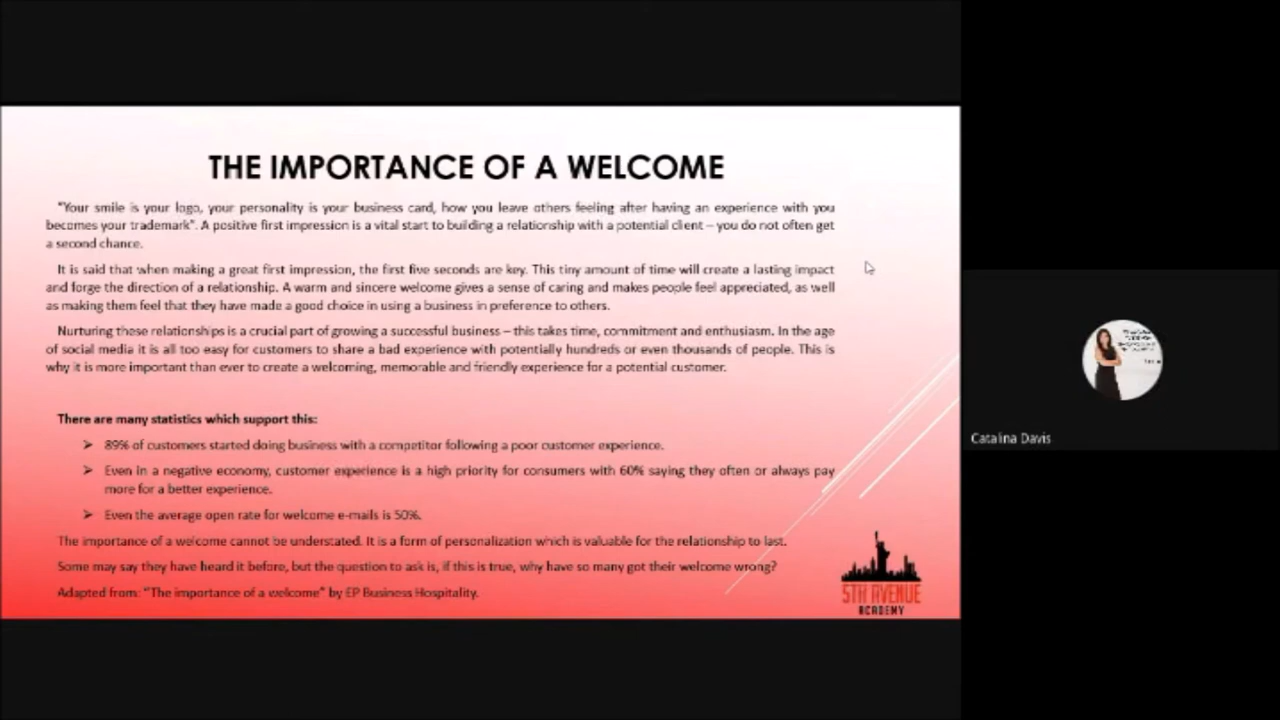 THE IMPORTANCE OF A WELCOME
"Your smile is your logo, your personality is your business card, how you leave others feeling after having an experience with you
becomes your trademark". A positive first impression is a vital start to building a relationship with a potential client – you do not often get
a second chance.
It is said that when making a great first impression, the first five seconds are key. This tiny amount of time will create a lasting impact
and forge the direction of a relationship. A warm and sincere welcome gives a sense of caring and makes people feel appreciated, as well
as making them feel that they have made a good choice in using a business in preference to others.
Nurturing these relationships is a crucial part of growing a successful business – this takes time, commitment and enthusiasm. In the age
of social media it is all too easy for customers to share a bad experience with potentially hundreds or even thousands of people. This is
why it is more important than ever to create a welcoming, memorable and friendly experience for a potential customer.
There are many statistics which support this:
➢ 89% of customers started doing business with a competitor following a poor customer experience.
➢ Even in a negative economy, customer experience is a high priority for consumers with 60% saying they often or always pay
more for a better experience.
➢ Even the average open rate for welcome e-mails is 50%.
The importance of a welcome cannot be understated. It is a form of personalization which is valuable for the relationship to last.
Some may say they have heard it before, but the question to ask is, if this is true, why have so many got their welcome wrong?
Adapted from: "The importance of a welcome" by EP Business Hospitality.
5TH AVENUE
ACADEMY
Catalina Davis